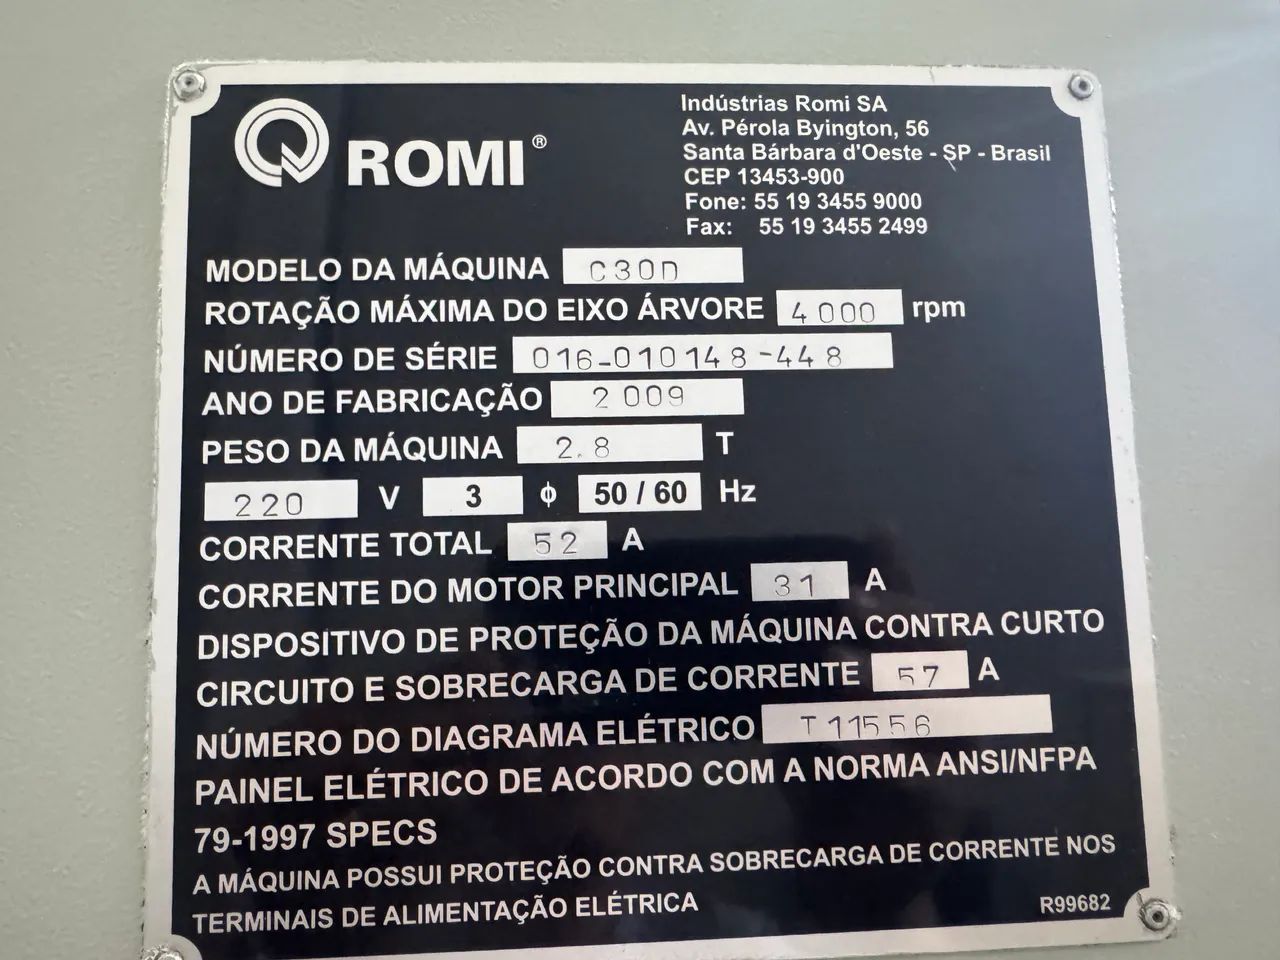 ROMI®
Indústrias Romi SA
Av. Pérola Byington, 56
Santa Bárbara d'Oeste - SP - Brasil
CEP 13453-900
Fone: 55 19 3455 9000
Fax: 55 19 3455 2499
MODELO DA MÁQUINA C30D
ROTAÇÃO MÁXIMA DO EIXO ÁRVORE 4000 rpm
NÚMERO DE SÉRIE 016-010148-448
ANO DE FABRICAÇÃO 2009
PESO DA MÁQUINA 2.8 T
220 V 3 ϕ 50/60 Hz
CORRENTE TOTAL 52 A
CORRENTE DO MOTOR PRINCIPAL 31 A
DISPOSITIVO DE PROTEÇÃO DA MÁQUINA CONTRA CURTO
CIRCUITO E SOBRECARGA DE CORRENTE 57 A
NÚMERO DO DIAGRAMA ELÉTRICO T11556
PAINEL ELÉTRICO DE ACORDO COM A NORMA ANSI/NFPA
79-1997 SPECS
A MÁQUINA POSSUI PROTEÇÃO CONTRA SOBRECARGA DE CORRENTE NOS
TERMINAIS DE ALIMENTAÇÃO ELÉTRICA
R99682